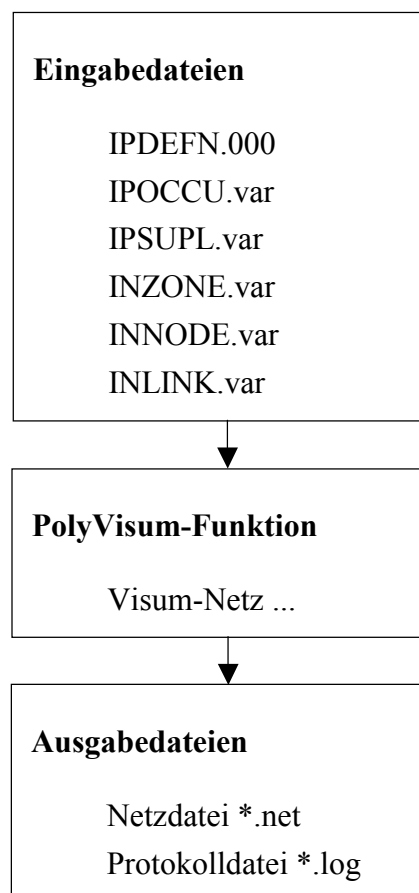 Eingabedateien
IPDEFN.000
IPOCCU.var
IPSUPL.var
INZONE.var
INNODE.var
INLINK.var
PolyVisum-Funktion
Visum-Netz ...
Ausgabedateien
Netzdatei *.net
Protokolldatei *.log